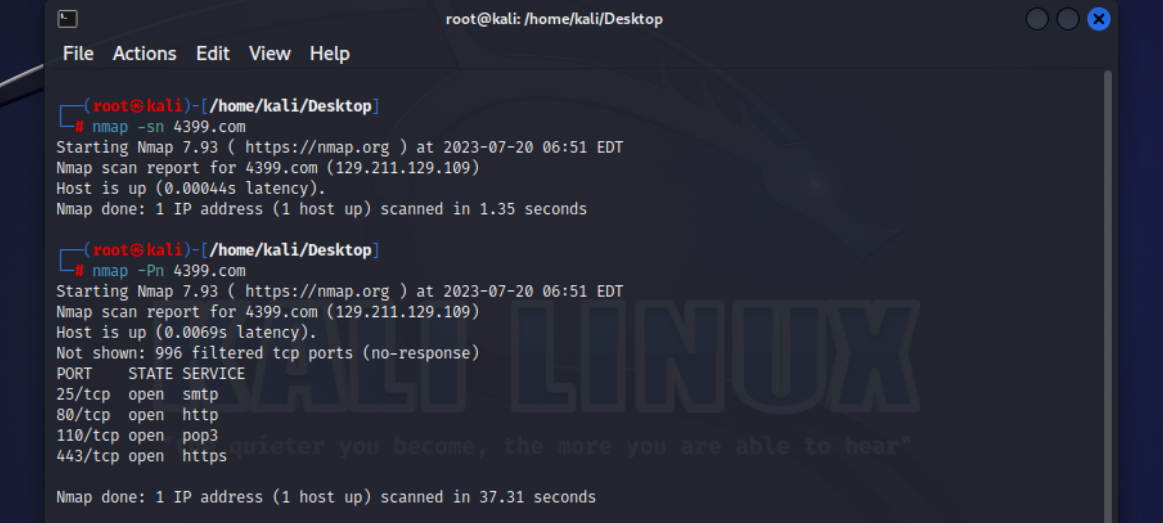 root@kali: /home/kali/Desktop
File Actions Edit View Help
┌──(root㉿kali)-[/home/kali/Desktop]
└─# nmap -sn 4399.com
Starting Nmap 7.93 ( https://nmap.org ) at 2023-07-20 06:51 EDT
Nmap scan report for 4399.com (129.211.129.109)
Host is up (0.00044s latency).
Nmap done: 1 IP address (1 host up) scanned in 1.35 seconds
┌──(root㉿kali)-[/home/kali/Desktop]
└─# nmap -Pn 4399.com
Starting Nmap 7.93 ( https://nmap.org ) at 2023-07-20 06:51 EDT
Nmap scan report for 4399.com (129.211.129.109)
Host is up (0.0069s latency).
Not shown: 996 filtered tcp ports (no-response)
PORT    STATE SERVICE
25/tcp  open  smtp
80/tcp  open  http
110/tcp open  pop3
443/tcp open  https
Nmap done: 1 IP address (1 host up) scanned in 37.31 seconds
KALI LINUX
quieter you become, the more you are able to hear"